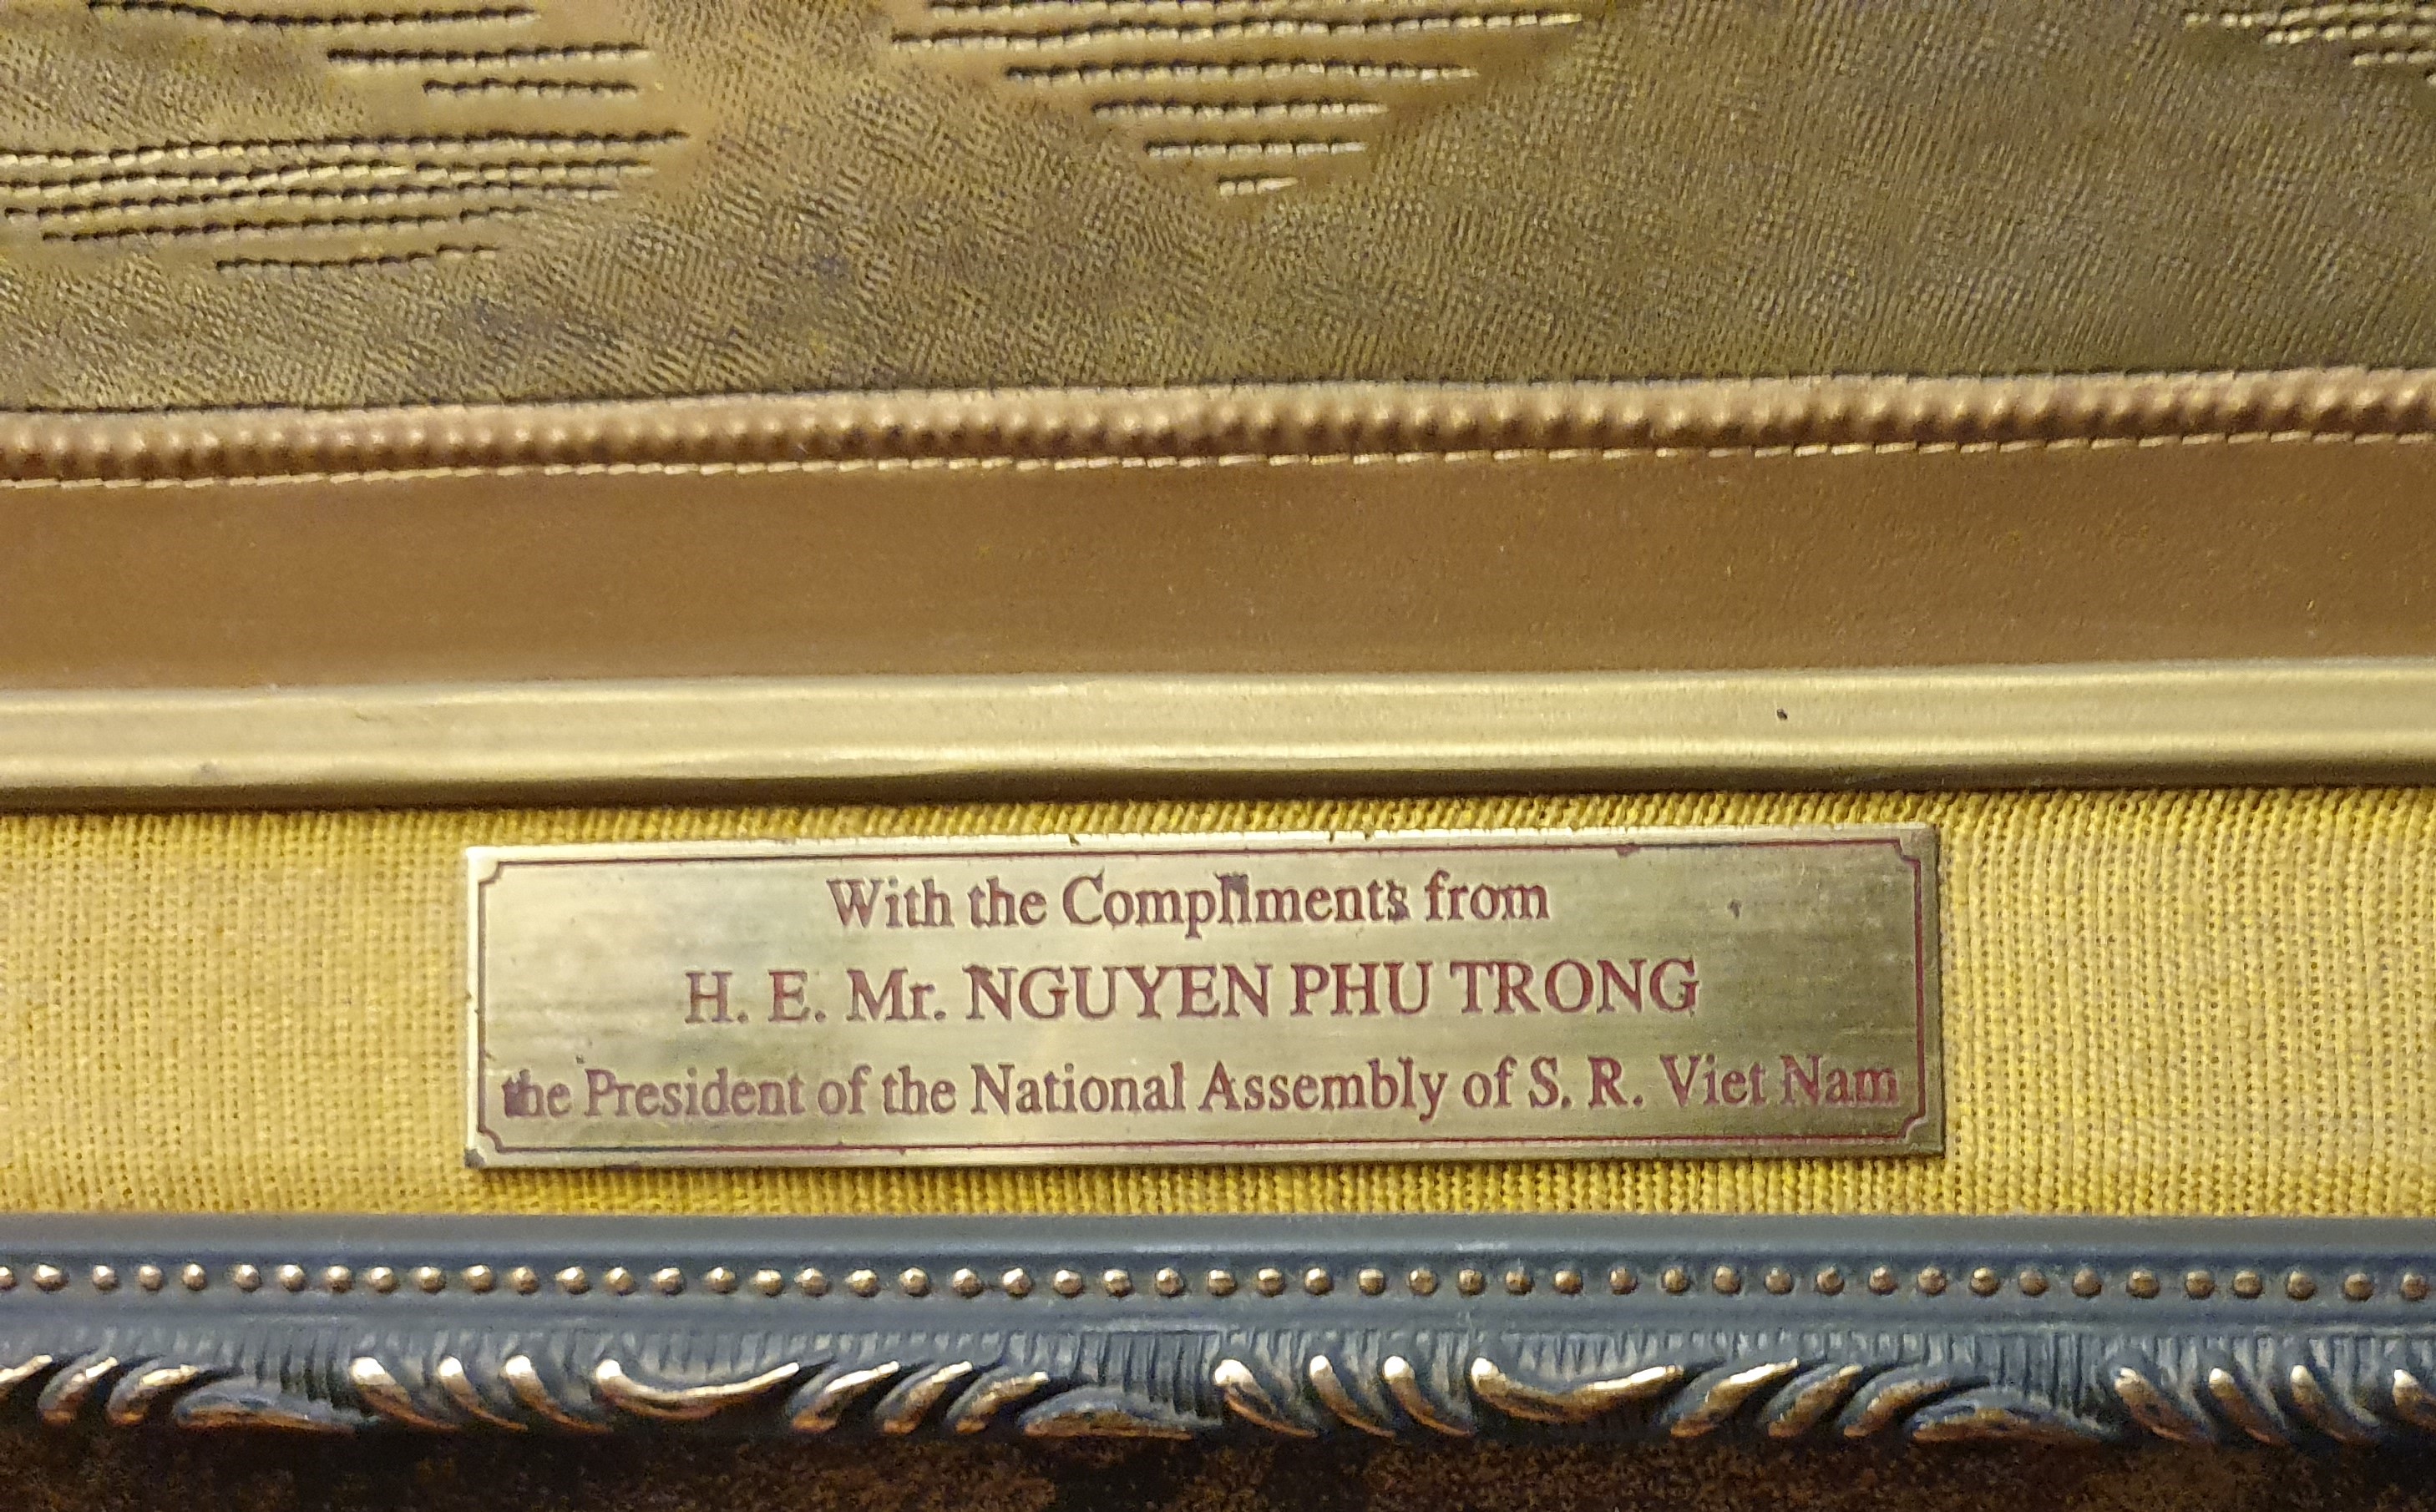 With the Compliments from
H. E. Mr. NGUYEN PHU TRONG
the President of the National Assembly of S. R. Viet Nam